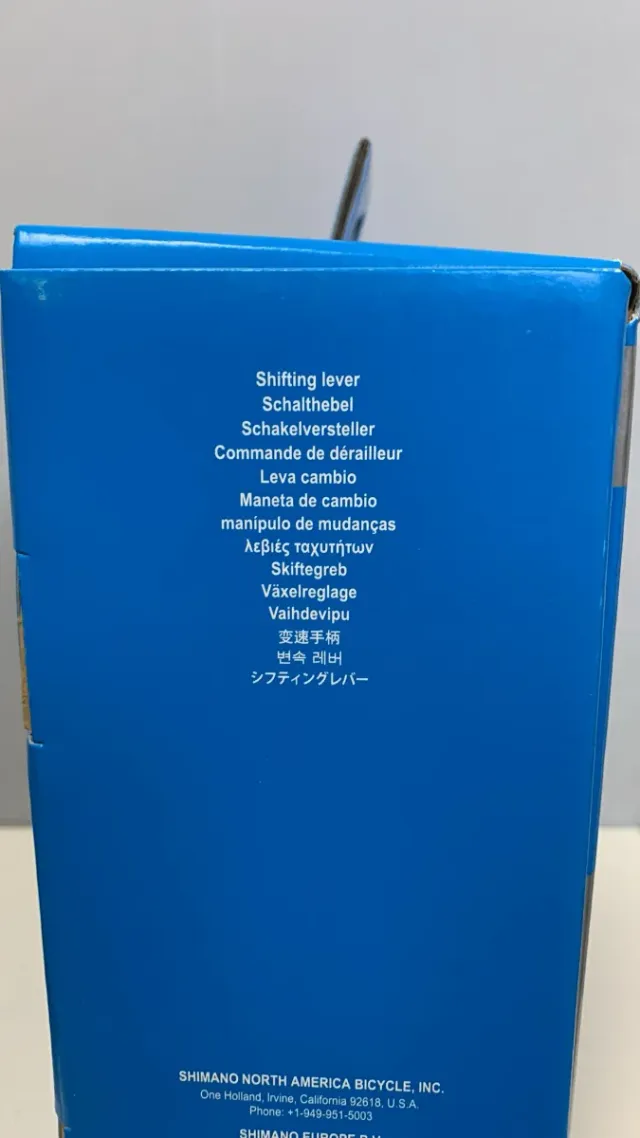 Shifting lever
Schalthebel
Schakelversteller
Commande de dérailleur
Leva cambio
Maneta de cambio
manípulo de mudanças
λεβιές ταχυτήτων
Skiftegreb
Växelreglage
Vaihdevipu
变速手柄
변속 레버
シフティングレバー
SHIMANO NORTH AMERICA BICYCLE, INC.
One Holland, Irvine, California 92618, U.S.A.
Phone: +1-949-951-5003
SHIMANO EUROPE B.V.